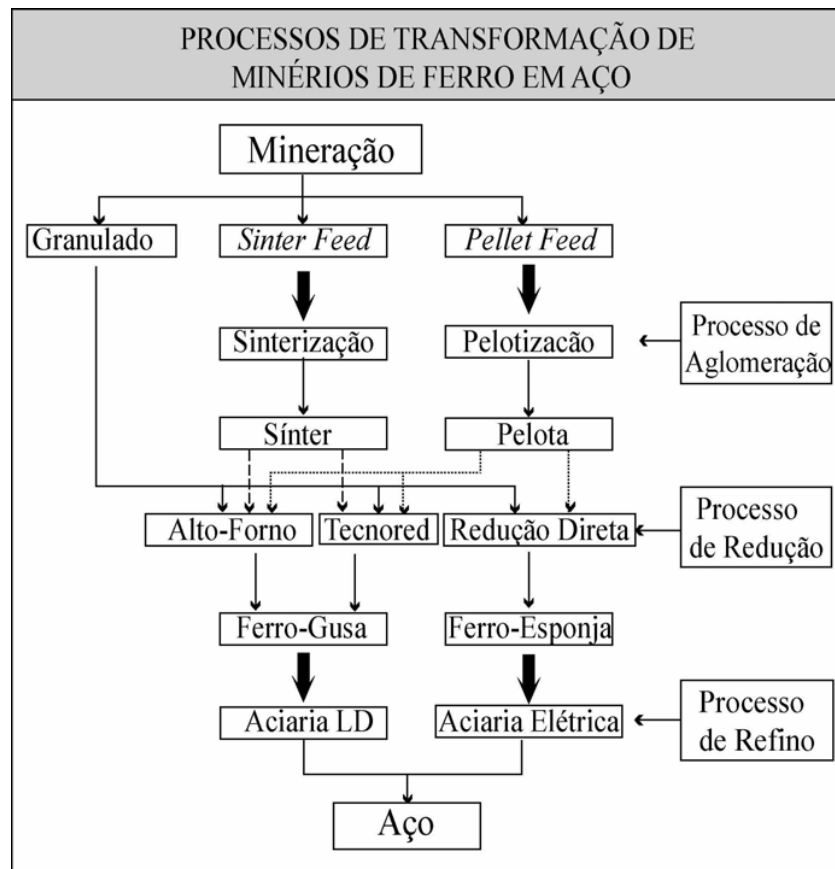 PROCESSOS DE TRANSFORMAÇÃO DE
MINÉRIOS DE FERRO EM AÇO
Mineração
Granulado
Sinter Feed
Pellet Feed
Sinterização
Pelotizacão
Processo de
Aglomeração
Sínter
Pelota
Alto-Forno
Tecnored
Redução Direta
Processo
de Redução
Ferro-Gusa
Ferro-Esponja
Aciaria LD
Aciaria Elétrica
Processo
de Refino
Aço